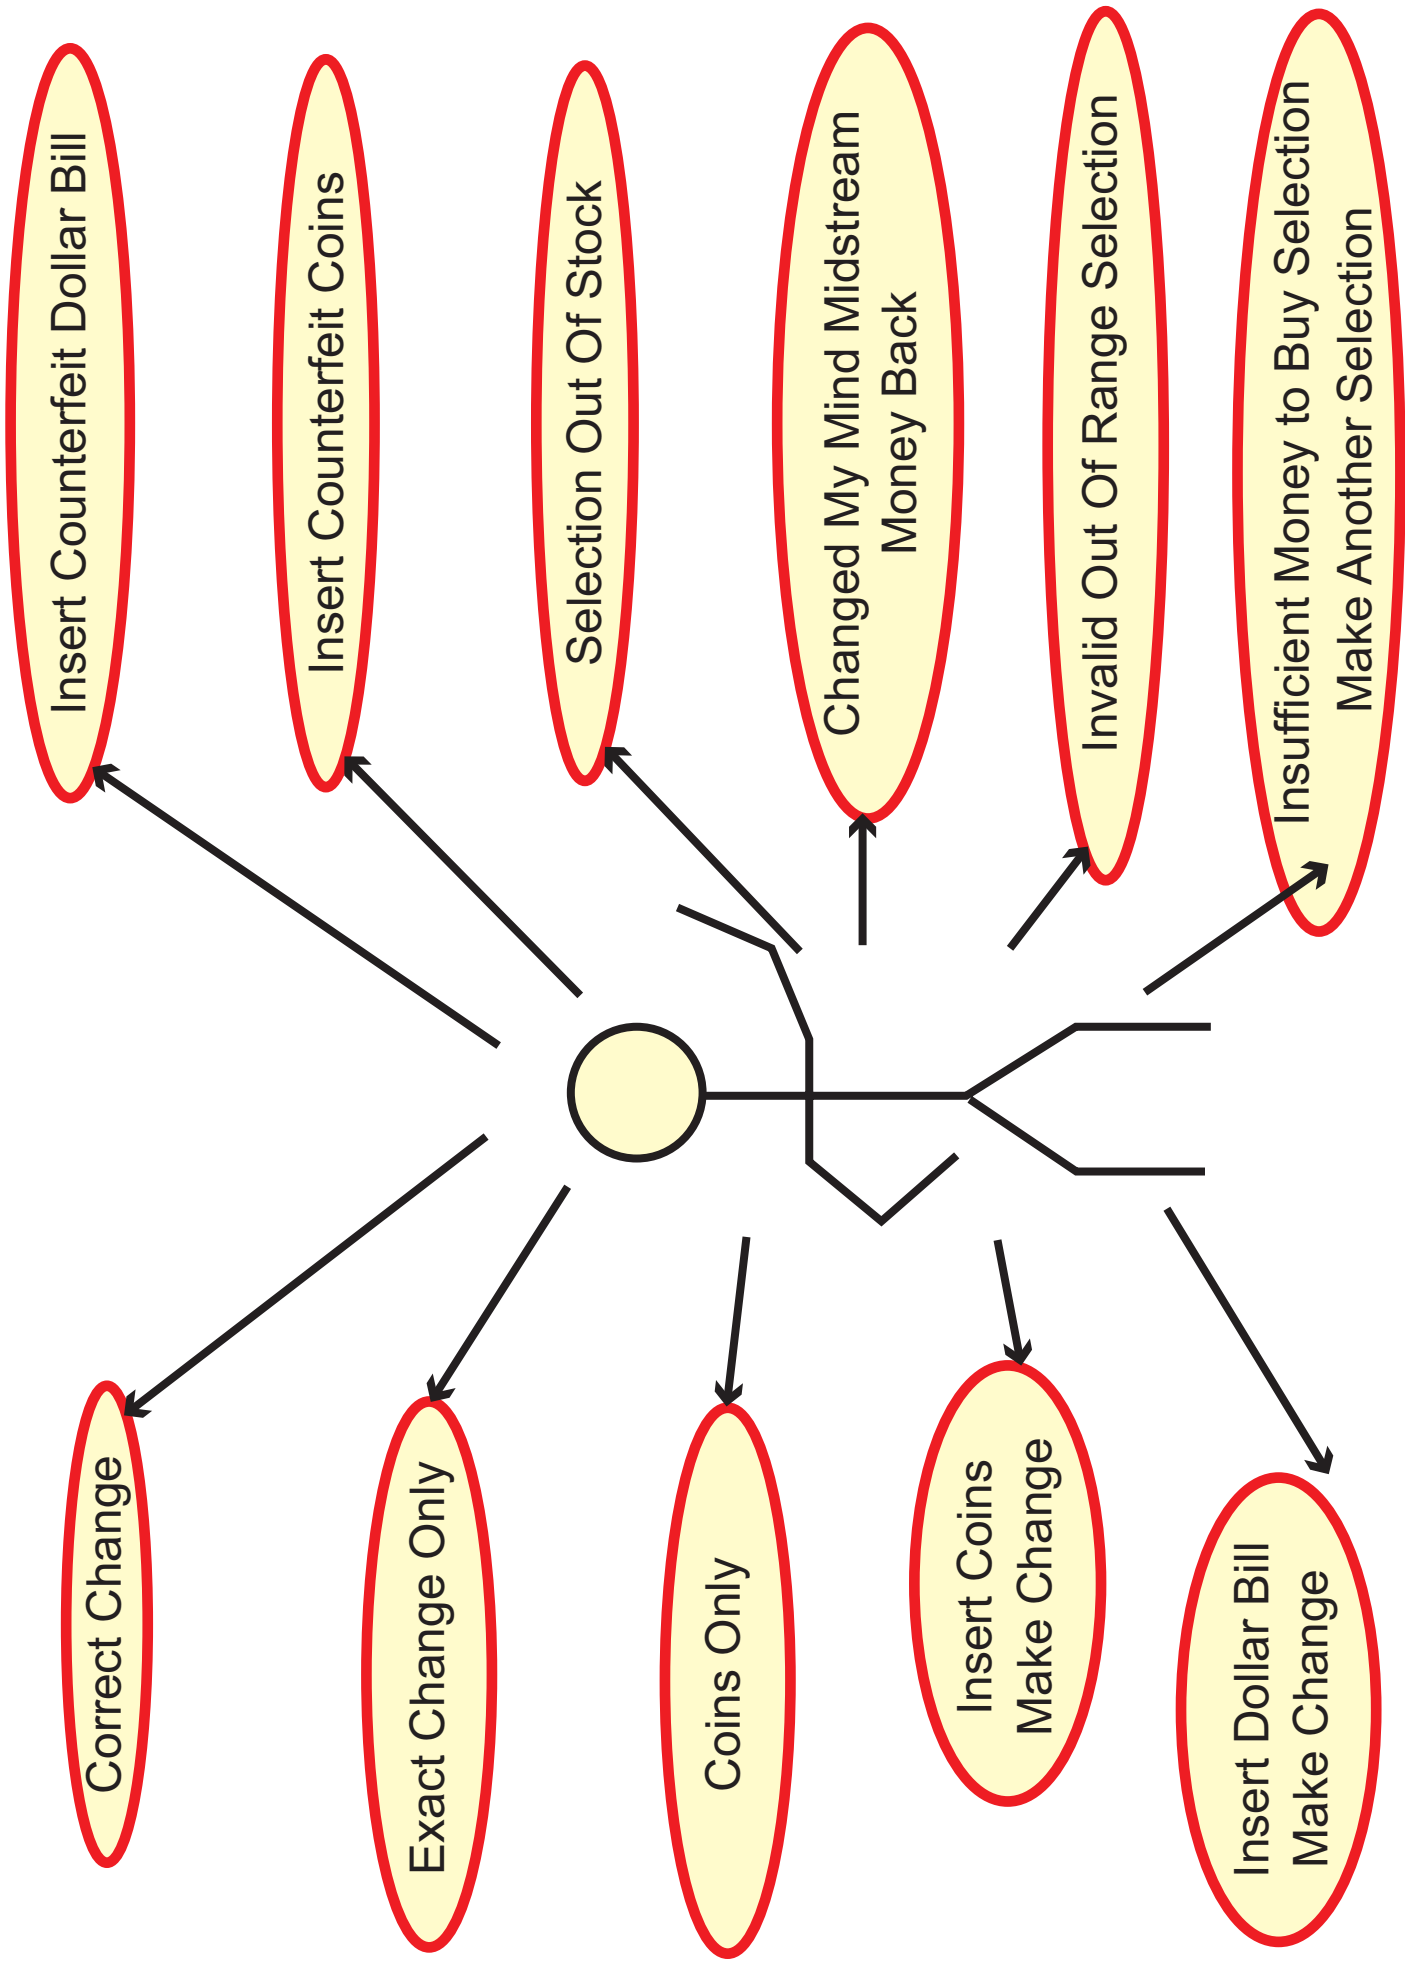 Correct Change
Exact Change Only
Coins Only
Insert Coins
Make Change
Insert Dollar Bill
Make Change
Insert Counterfeit Dollar Bill
Insert Counterfeit Coins
Selection Out Of Stock
Changed My Mind Midstream
Money Back
Invalid Out Of Range Selection
Insufficient Money to Buy Selection
Make Another Selection